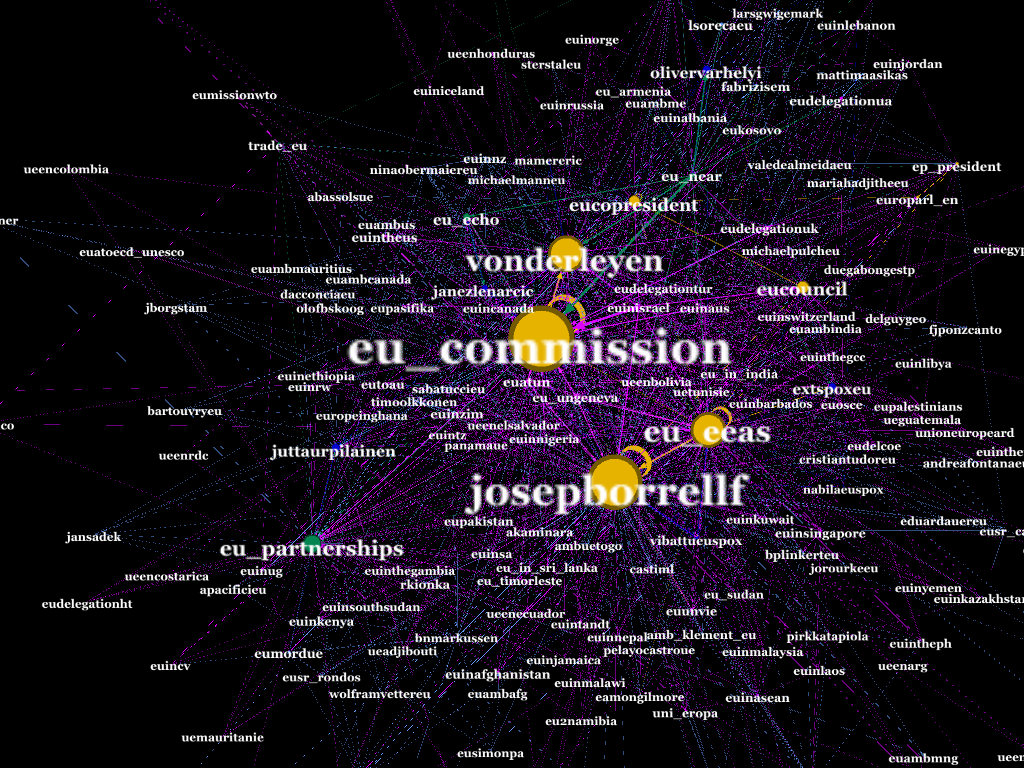 larsgwigemark
lsoreca eu
euinlebanon
euinorge
ueenhonduras
sterstaleu
euinjordan
olivervarhelyi
mattimaasikas
fabrizisem
euiniceland
eu_armenia
eumissionwto
euambme
eudelegationua
euinrussia
euinalbania
eukosovo
trade_eu
euinnz
mamereric
valedealmeidaeu
ep_president
ueencolombia
ninaobermaiereu
michaelmanneu
eu_near
mariahadjitheeu
abassolsue
eucopresident
europarl_en
ner
eu_echo
euambus
eudelegationuk
euintheus
euatoecd_unesco
michaelpulcheu
euinegyp
vonderleyen
euambmauritius
duegabongestp
euambcanada
janezlenarcic
eudelegationtur
eucouncil
dacconciaeu
jborgstam
olofbskoog
eupasifika
euincanada
euinisrael
euinaus
euinswitzerland
delguygeo
euambindia
fjponzcanto
eu_commission
euinthegcc
euinlibya
euinethiopia
eutoau
euatun
ueenbolivia
eu_in_india
euinrw
sabatuccieu
uetunisie
extspoxeu
timoolkkonen
eu_ungeneva
euinbarbados
euosce
eupalestinians
bartouvryeu
europeinghana
euinzim
ueguatemala
co
ueenelsalvador
eu_eeas
unioneuropeard
euintz
panamaue
euinnigeria
eudelcoe
euinthe
ueenrdc
juttaurpilainen
cristiantudoreu
andreafontanaeu
josepborrellf
nabilaeuspox
eupakistan
euinkuwait
eduardauereu
jansadek
akaminara
euinsingapore
eusr_ca
eu_partnerships
ambuetogo
vibattueuspox
euinsa
bplinkerteu
ueencostarica
euinug
euinthegambia
eu_in_sri_lanka
castiml
jorourkeeu
apacificieu
rkionka
eu_timorleste
euinyemen
eudelegationht
eu_sudan
euinkazakhstan
euinsouthsudan
ueenecuador
euunvie
euinkenya
euintandt
bnmarkussen
euinnepal
amb_klement_eu
pirkkatapiola
euintheph
eumordue
ueadjibouti
pelayocastroue
euinmalaysia
euincv
euinjamaica
ueenarg
eusr_rondos
euinafghanistan
euinmalawi
euinlaos
wolframvettereu
euambafg
eamongilmore
euinasean
uni_eropa
eu2namibia
uemauritanie
eusimonpa
euambmng
ueen